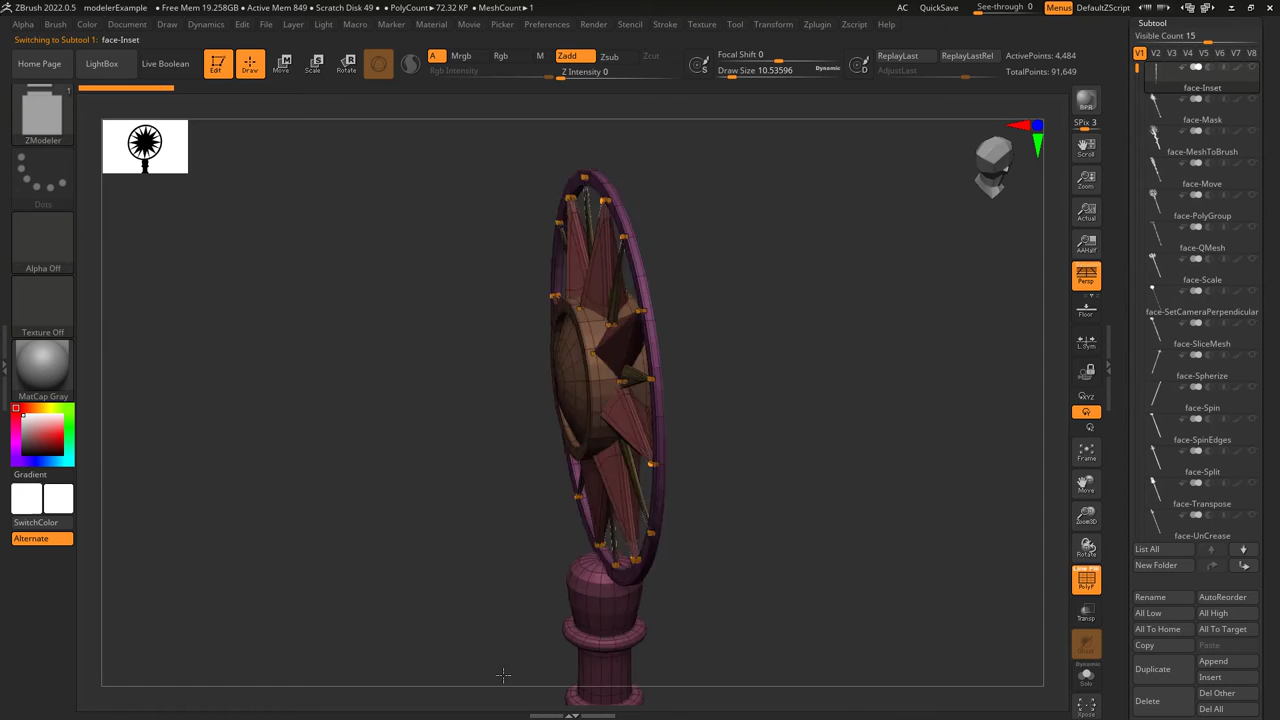 ZBrush 2022.0.5 modelerExample • Free Mem 19.258GB • Active Mem 849 • Scratch Disk 49 • PolyCount▸72.32 KP • MeshCount▸1
AC QuickSave See-through 0 Menus DefaultZScript
Alpha Brush Color Document Draw Dynamics Edit File Layer Light Macro Marker Material Movie Picker Preferences Render Stencil Stroke Texture Tool Transform Zplugin Zscript Help
Switching to Subtool 1: face-Inset
Home Page LightBox Live Boolean Edit Draw Move Scale Rotate
A Mrgb Rgb M Zadd Zsub Zcut
Rgb Intensity Z Intensity 0
Focal Shift 0
Draw Size 10.53596 Dynamic
S D
ReplayLast ReplayLastRel
AdjustLast
ActivePoints: 4,484
TotalPoints: 91,649
1
ZModeler
Dots
Alpha Off
Texture Off
MatCap Gray
Gradient
SwitchColor
Alternate
BPR
SPix 3
Scroll
Zoom
Actual
AAHalf
Persp
Floor
L.Sym
XYZ
Y
Z
Frame
Move
Zoom3D
Rotate
Line Fill
PolyF
Transp
Dynamic
Solo
Xpose
Subtool
Visible Count 15
V1 V2 V3 V4 V5 V6 V7 V8
face-Inset
face-Mask
face-MeshToBrush
face-Move
face-PolyGroup
face-QMesh
face-Scale
face-SetCameraPerpendicular
face-SliceMesh
face-Spherize
face-Spin
face-SpinEdges
face-Split
face-Transpose
face-UnCrease
List All
New Folder
Rename AutoReorder
All Low All High
All To Home All To Target
Copy Paste
Duplicate Append
Insert
Delete Del Other
Del All